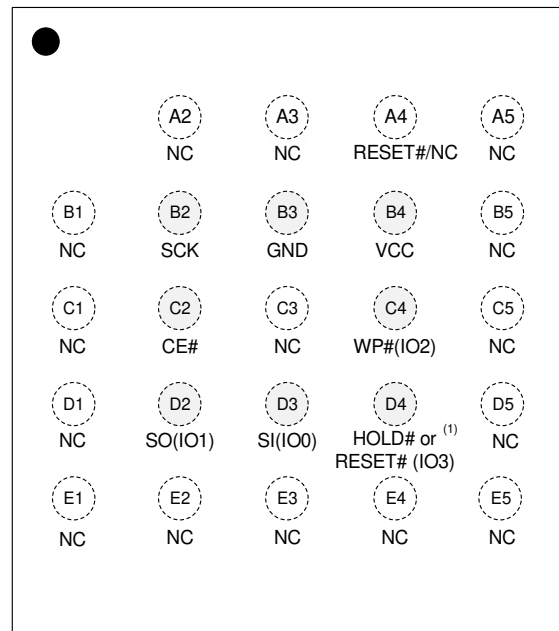 A2 A3 A4 A5
NC NC RESET#/NC NC
B1 B2 B3 B4 B5
NC SCK GND VCC NC
C1 C2 C3 C4 C5
NC CE# NC WP#(IO2) NC
D1 D2 D3 D4 D5
NC SO(IO1) SI(IO0) HOLD# or (1) NC
RESET# (IO3)
E1 E2 E3 E4 E5
NC NC NC NC NC